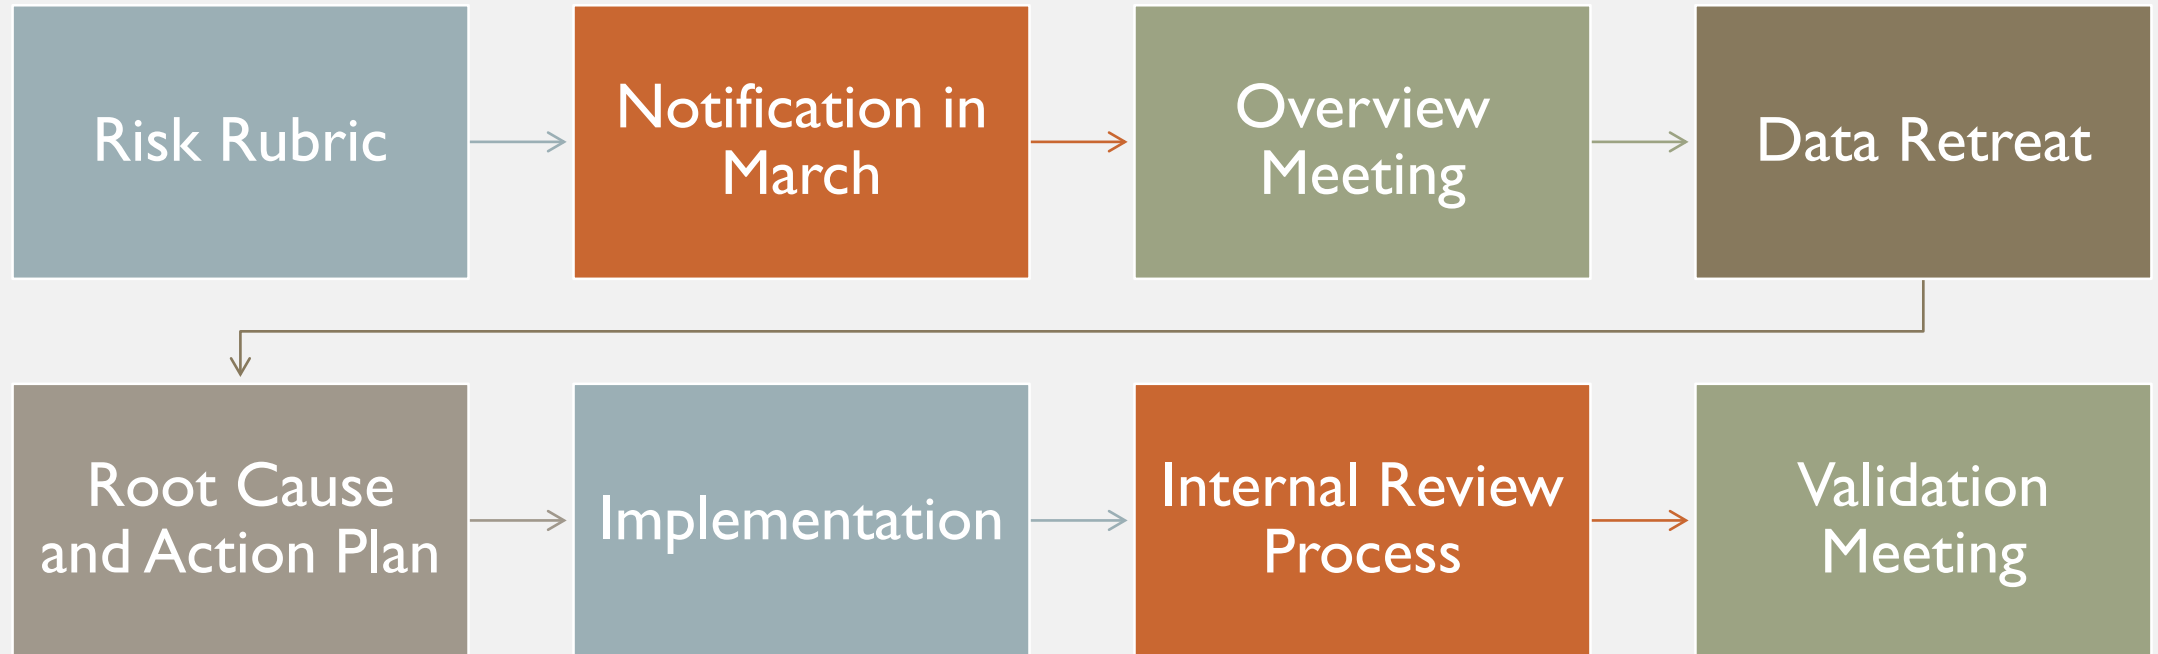 Risk Rubric
Notification in
March
Overview
Meeting
Data Retreat
Root Cause
and Action Plan
Implementation
Internal Review
Process
Validation
Meeting